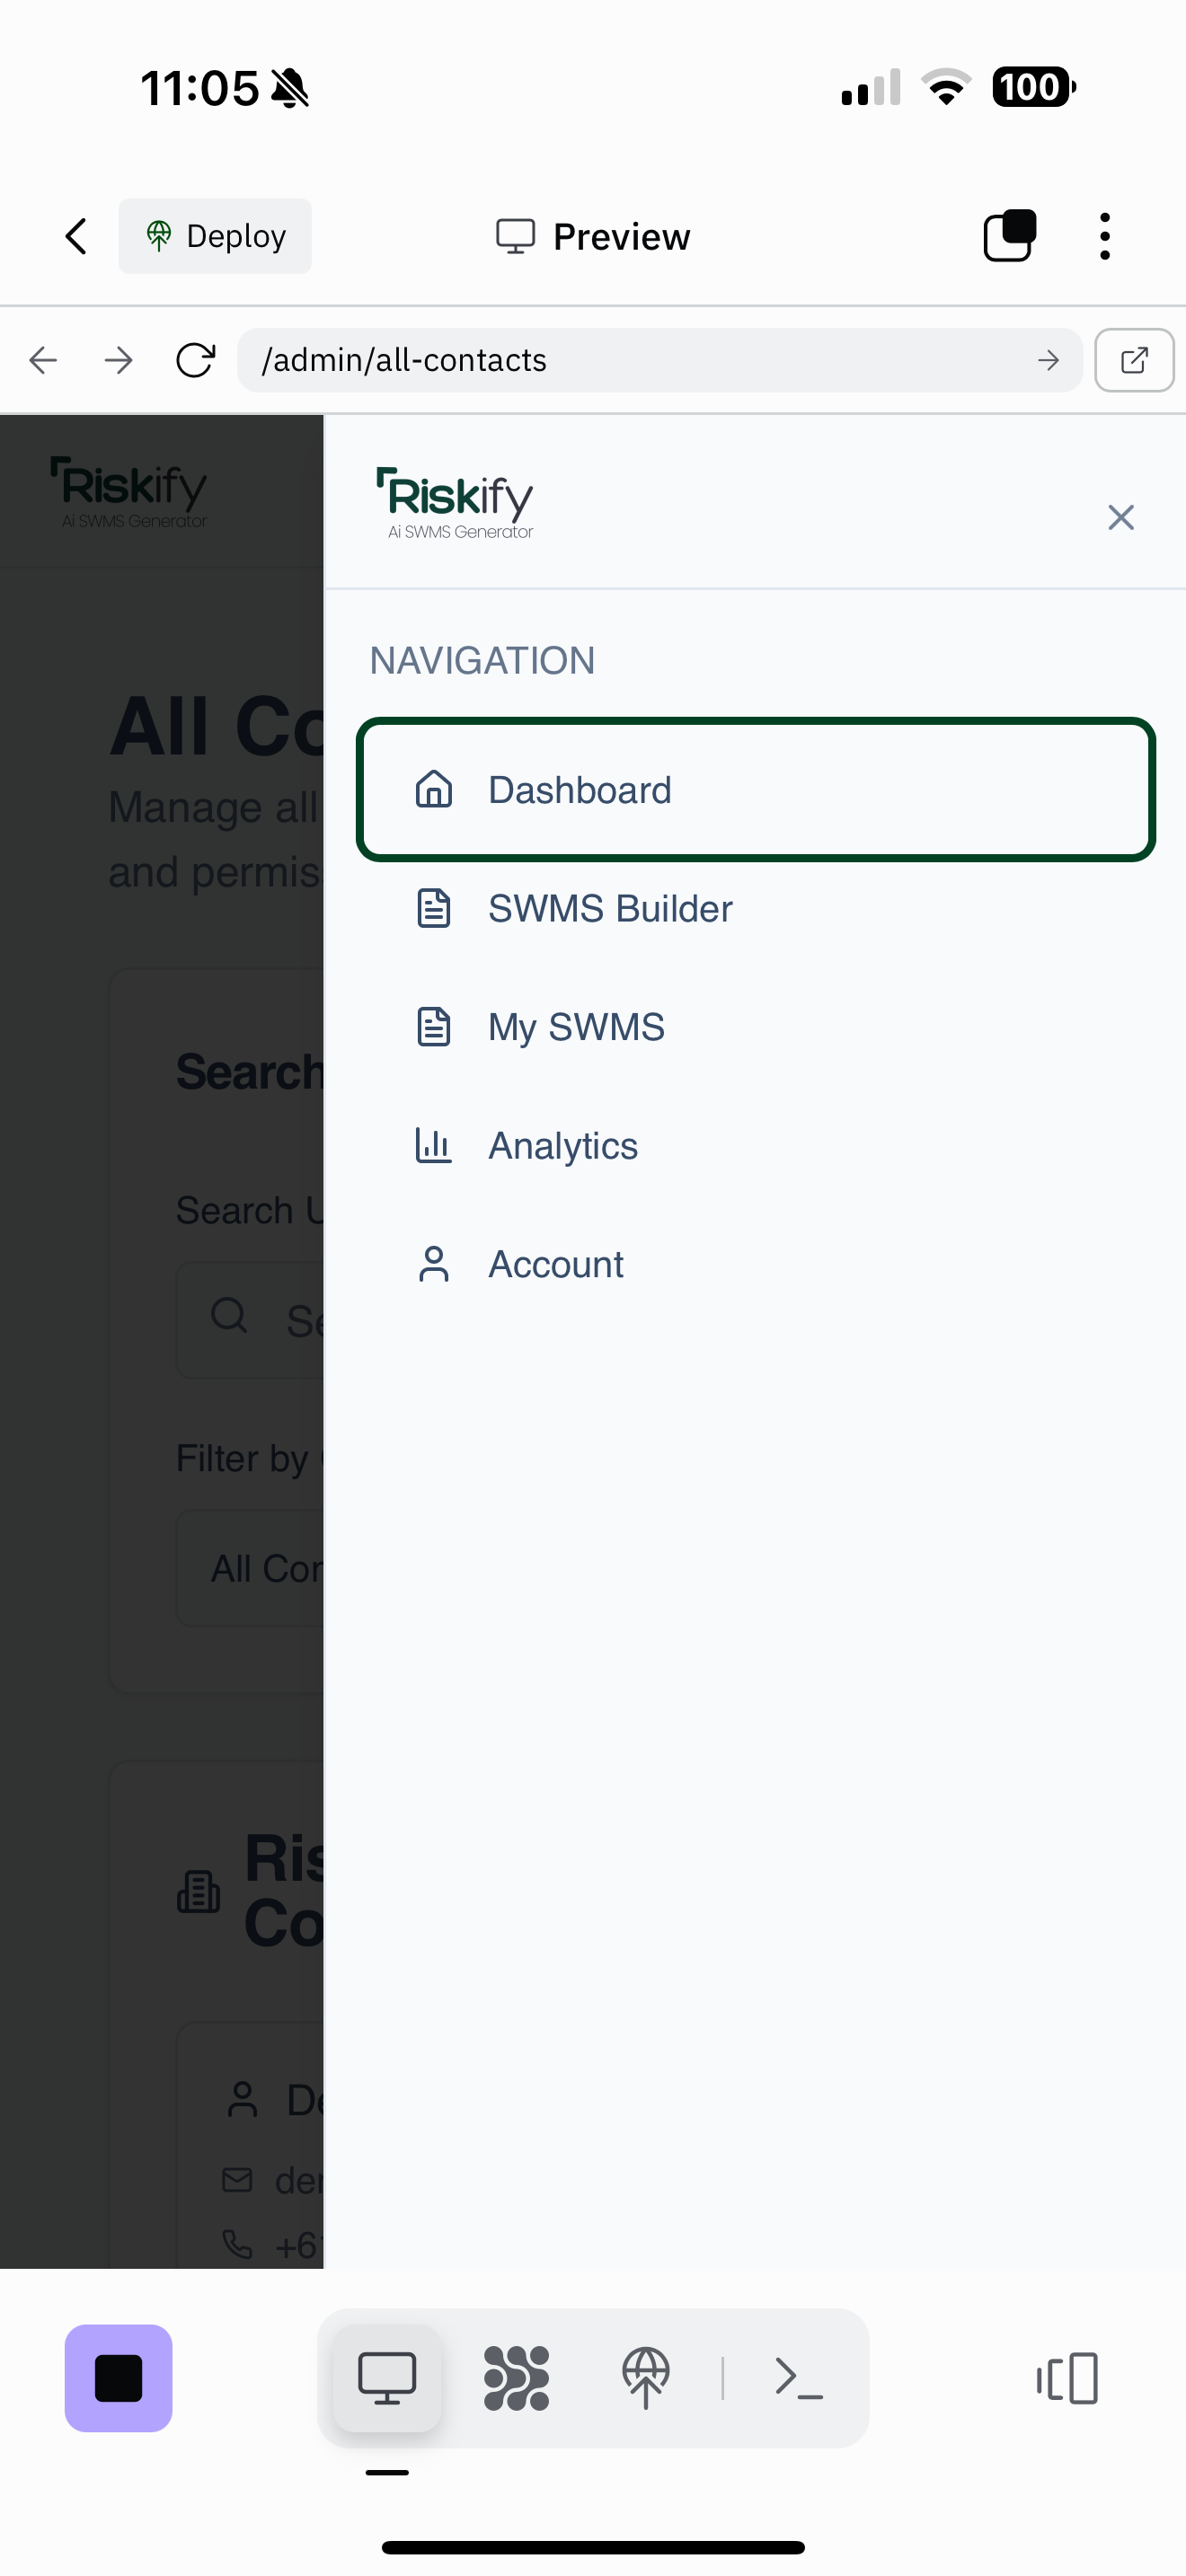 11:05
100
Deploy
Preview
/admin/all-contacts
Riskify
Ai SWMS Generator
Riskify
Ai SWMS Generator
NAVIGATION
Dashboard
SWMS Builder
My SWMS
Analytics
Account
All Co
Manage all
and permis
Search
Search U
Se
Filter by
All Con
Ris
Co
De
der
+61